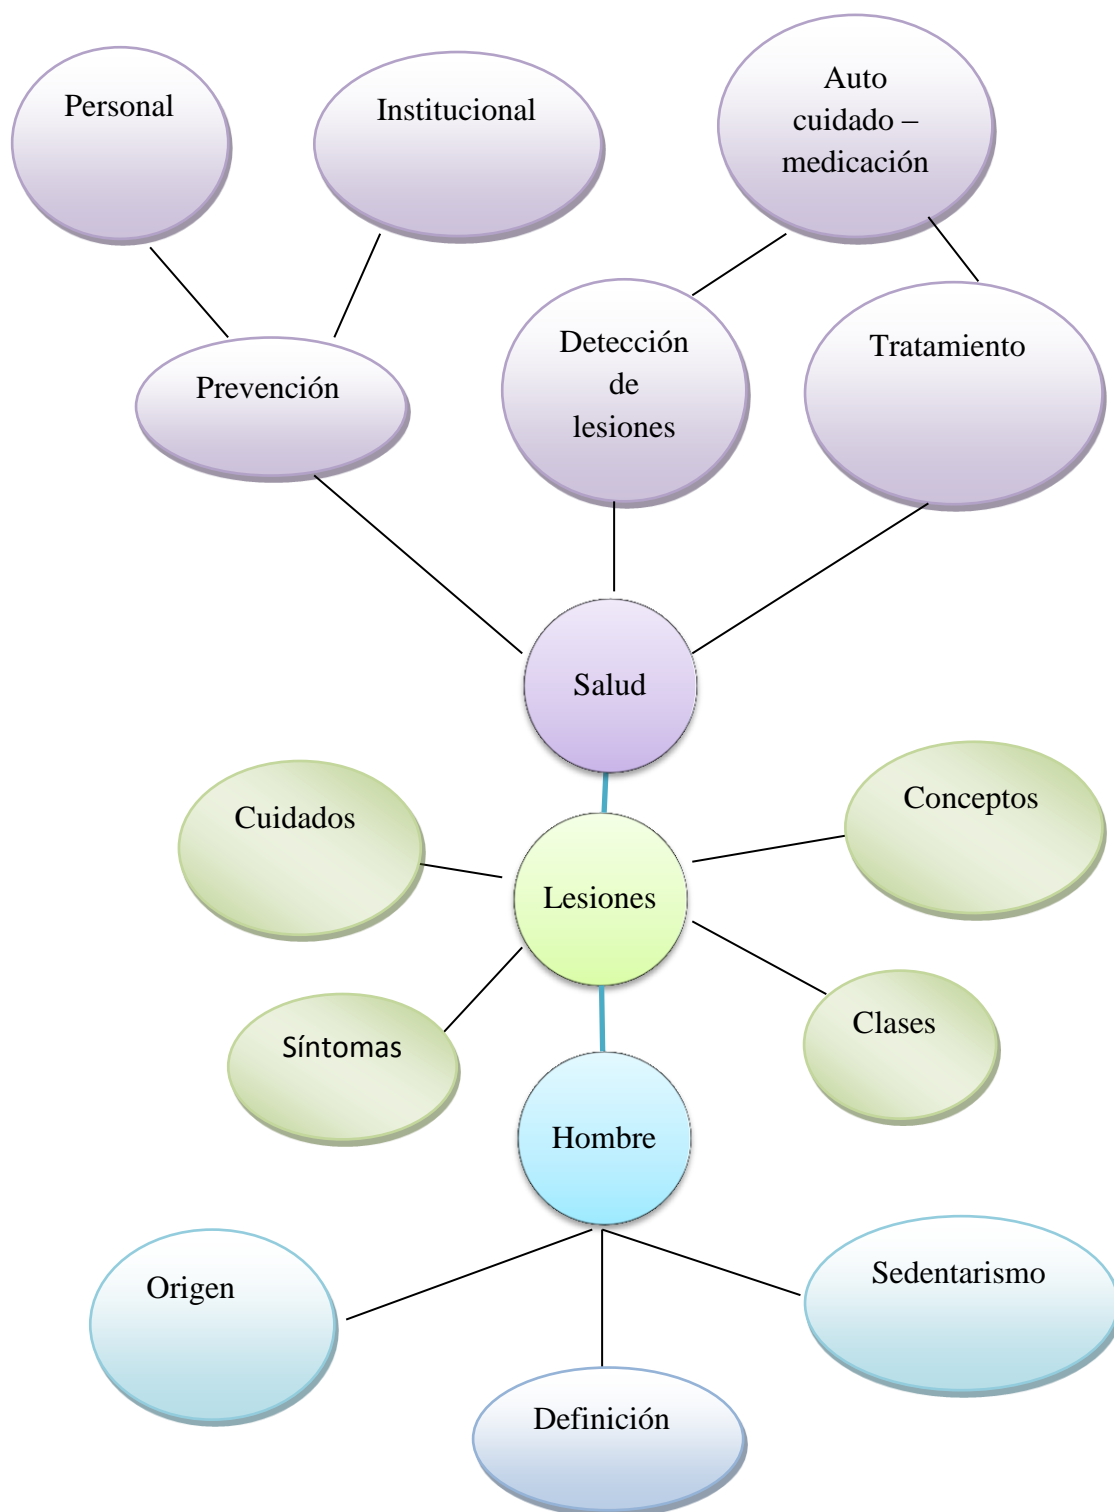 Personal
Institucional
Auto
cuidado –
medicación
Prevención
Detección
de
lesiones
Tratamiento
Salud
Cuidados
Conceptos
Lesiones
Síntomas
Clases
Hombre
Origen
Sedentarismo
Definición